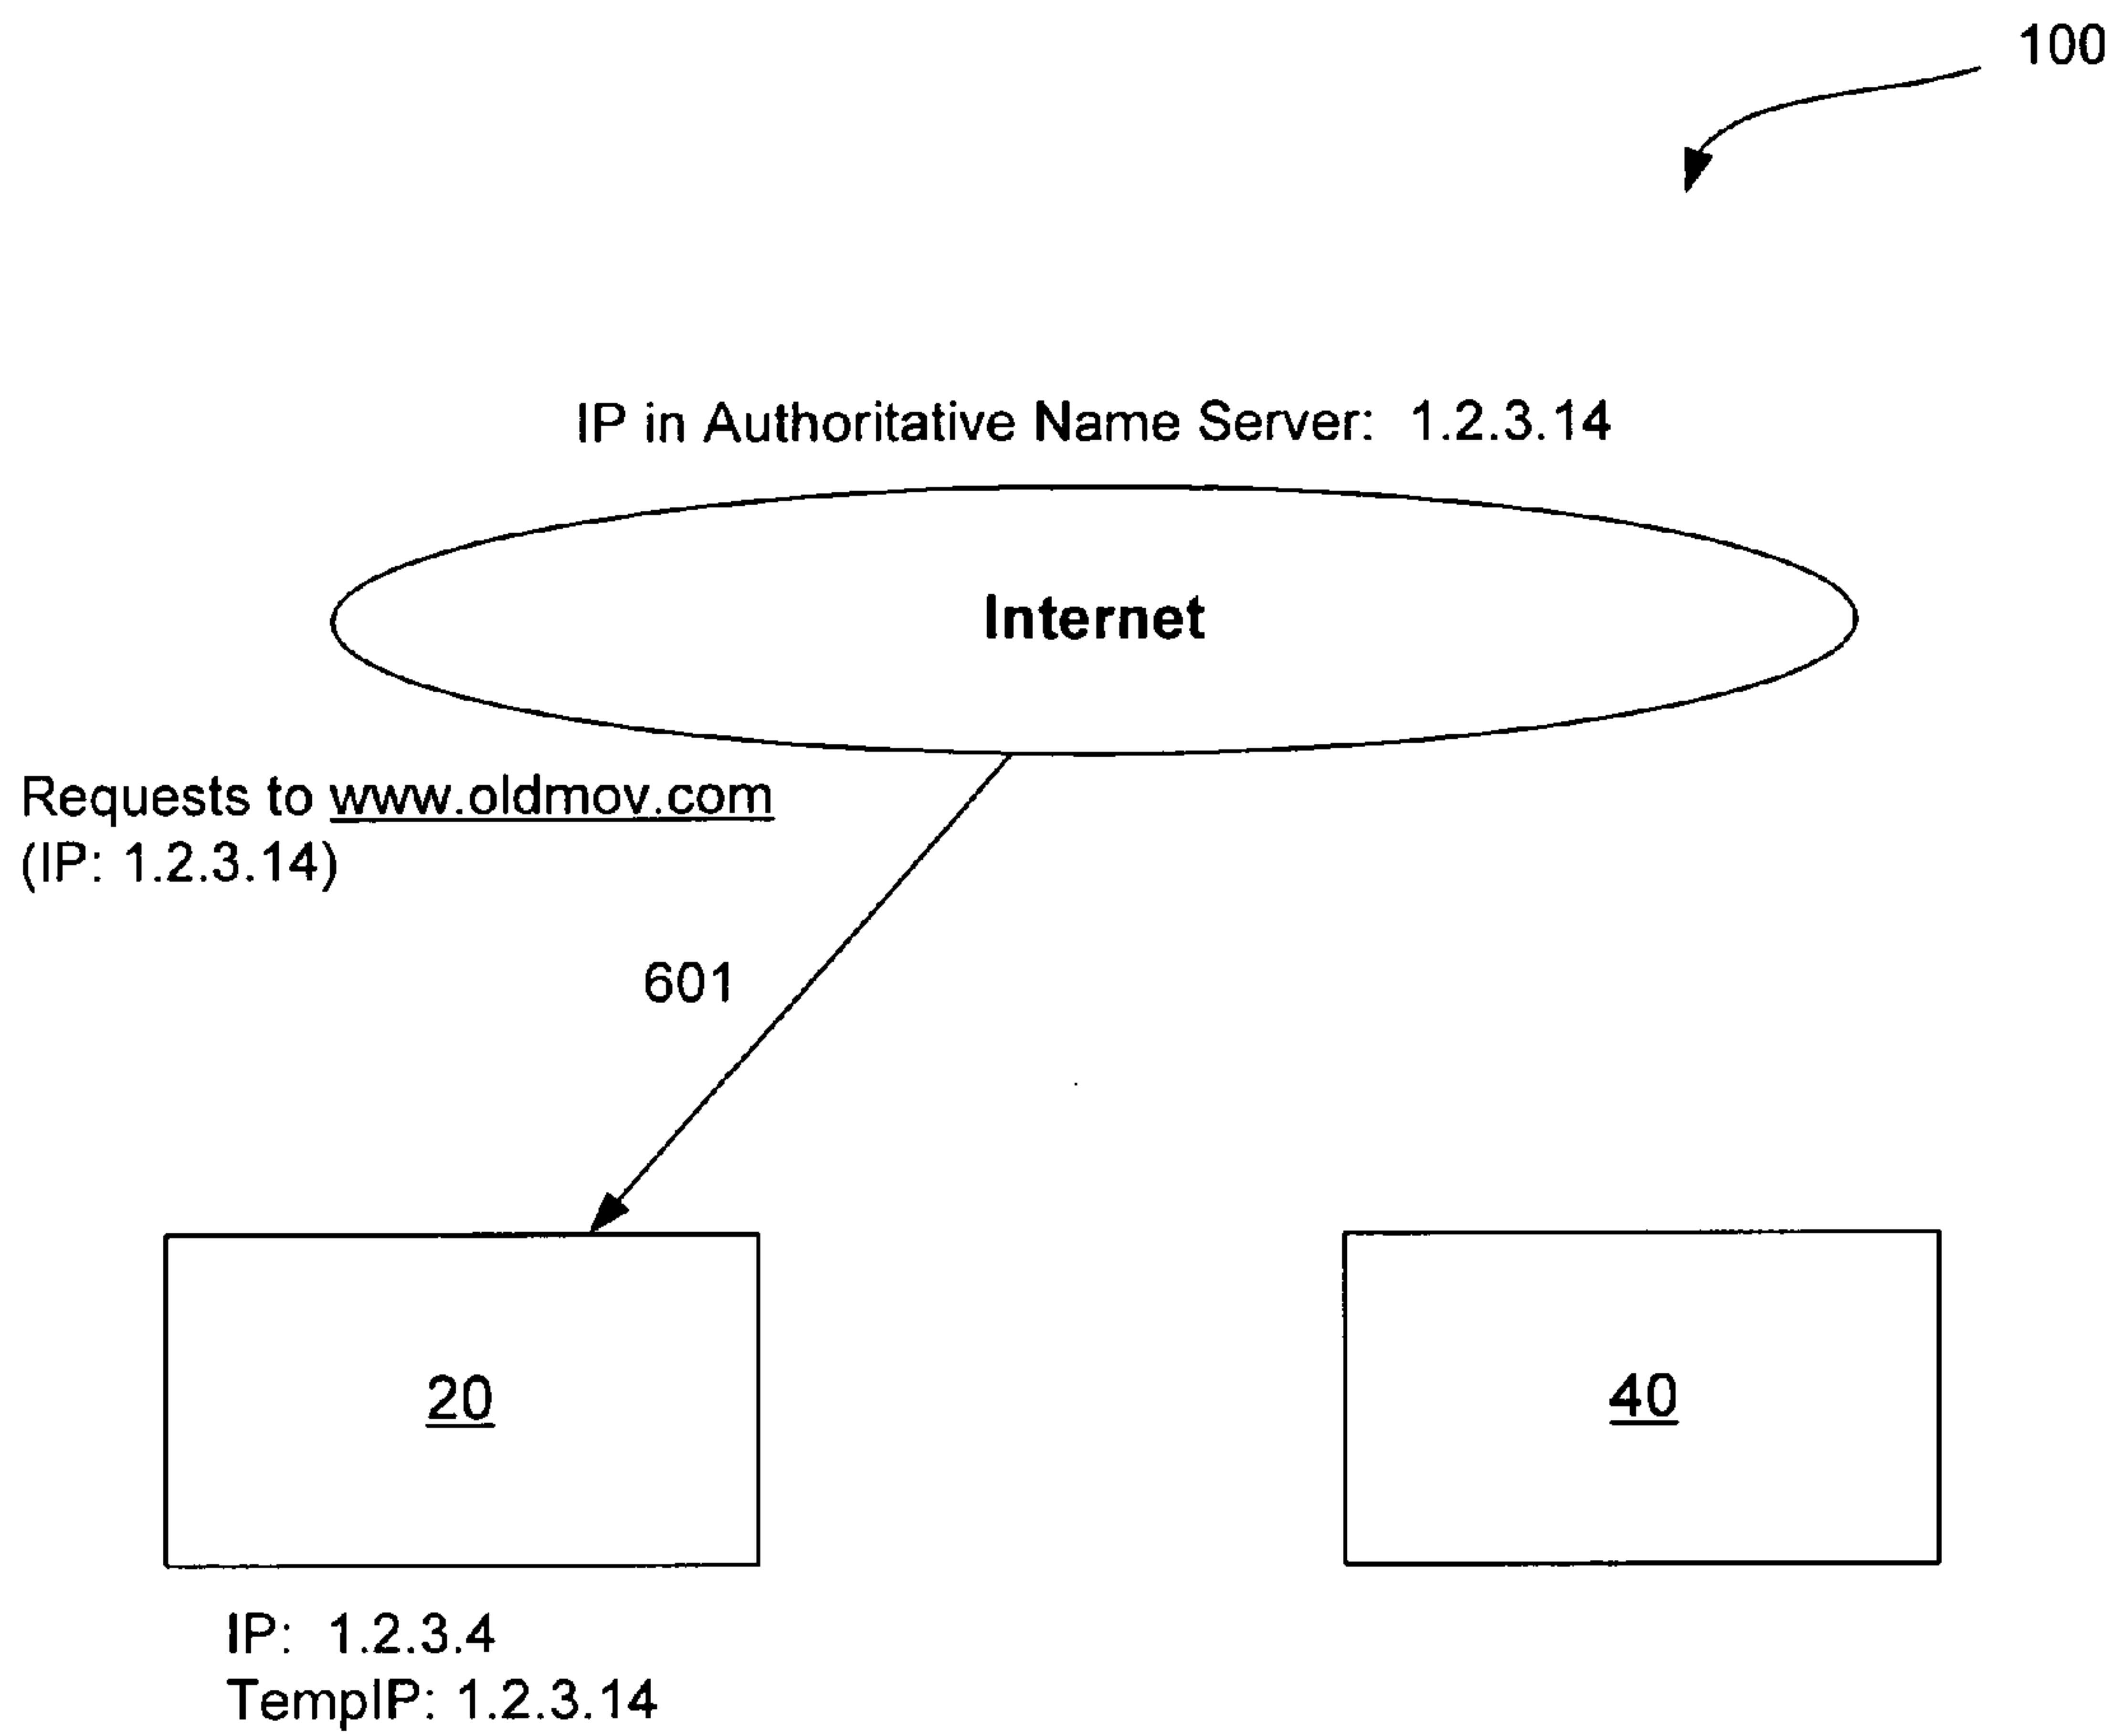 100
IP in Authoritative Name Server: 1.2.3.14
Internet
Requests to www.oldmov.com
(IP: 1.2.3.14)
601
20
40
IP: 1.2.3.4
TempIP: 1.2.3.14